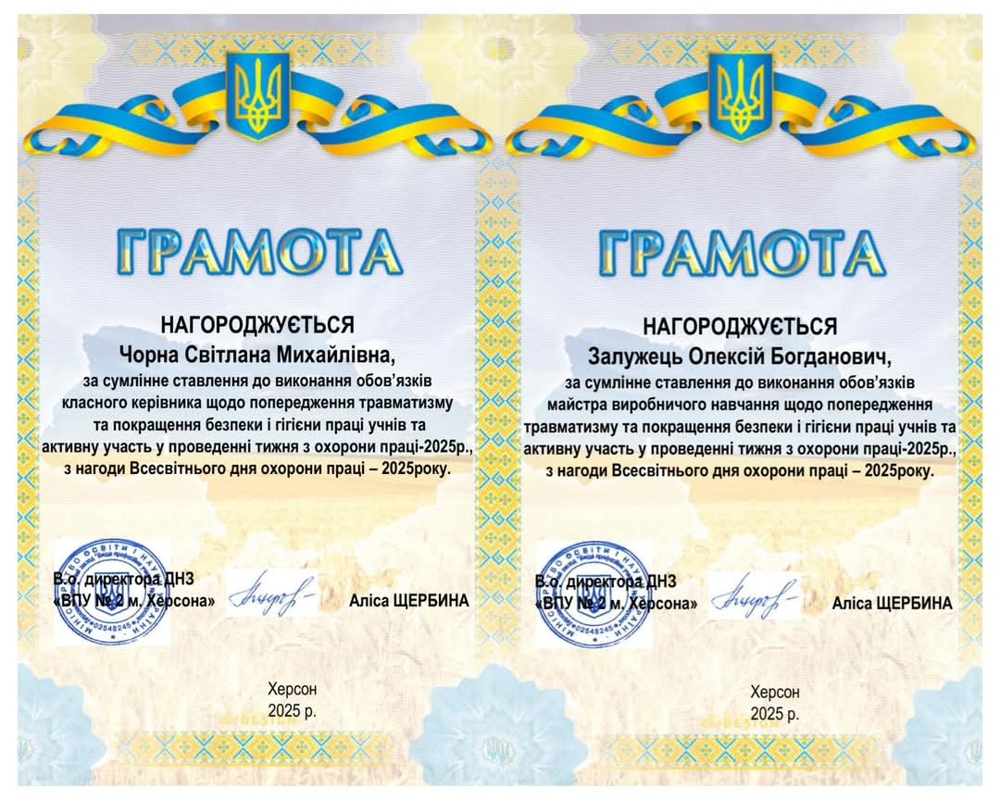 ГРАМОТА
НАГОРОДЖУЄТЬСЯ
Чорна Світлана Михайлівна,
за сумлінне ставлення до виконання обов’язків
класного керівника щодо попередження травматизму
та покращення безпеки і гігієни праці учнів та
активну участь у проведенні тижня з охорони праці-2025р.,
з нагоди Всесвітнього дня охорони праці – 2025року.
В.о. директора ДНЗ
«ВПУ № 2 м. Херсона»
Аліса ЩЕРБИНА
02548245
Херсон
2025 р.
DESIGN
ГРАМОТА
НАГОРОДЖУЄТЬСЯ
Залужець Олексій Богданович,
за сумлінне ставлення до виконання обов’язків
майстра виробничого навчання щодо попередження
травматизму та покращення безпеки і гігієни праці учнів та
активну участь у проведенні тижня з охорони праці-2025р.,
з нагоди Всесвітнього дня охорони праці – 2025року.
В.о. директора ДНЗ
«ВПУ № 2 м. Херсона»
Аліса ЩЕРБИНА
02548245
Херсон
2025 р.
DESIGN